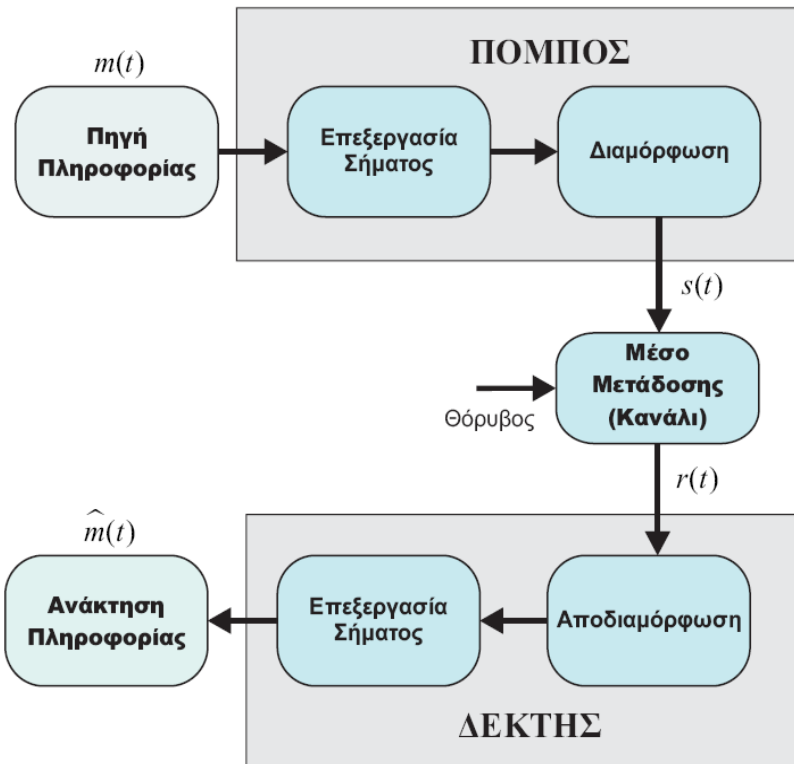 ΠΟΜΠΟΣ
m(t)
Πηγή
Πληροφορίας
Επεξεργασία
Σήματος
Διαμόρφωση
s(t)
Μέσο
Μετάδοσης
(Κανάλι)
Θόρυβος
r(t)
m̂(t)
Αποδιαμόρφωση
Επεξεργασία
Σήματος
Ανάκτηση
Πληροφορίας
ΔΕΚΤΗΣ